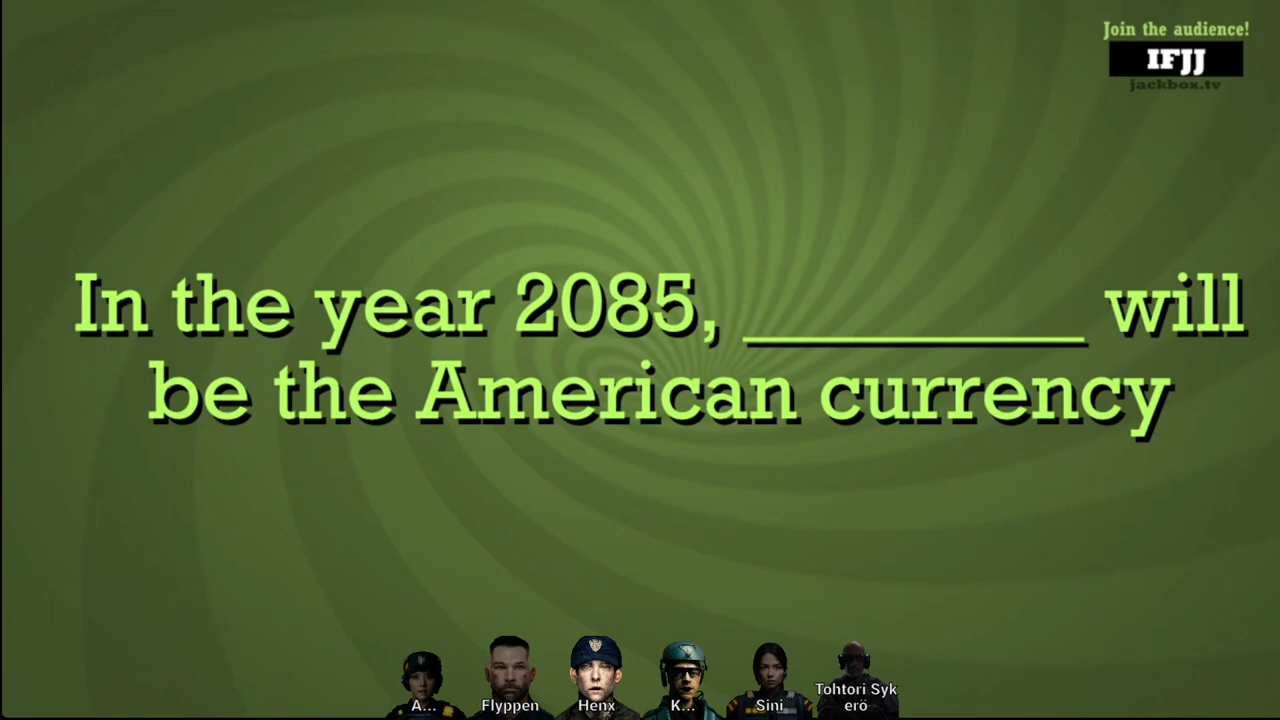 Join the audience!
IFJJ
jackbox.tv
In the year 2085, __________ will
be the American currency
A...
Flyppen
Henx
K...
Sini
Tohtori Syk
erö